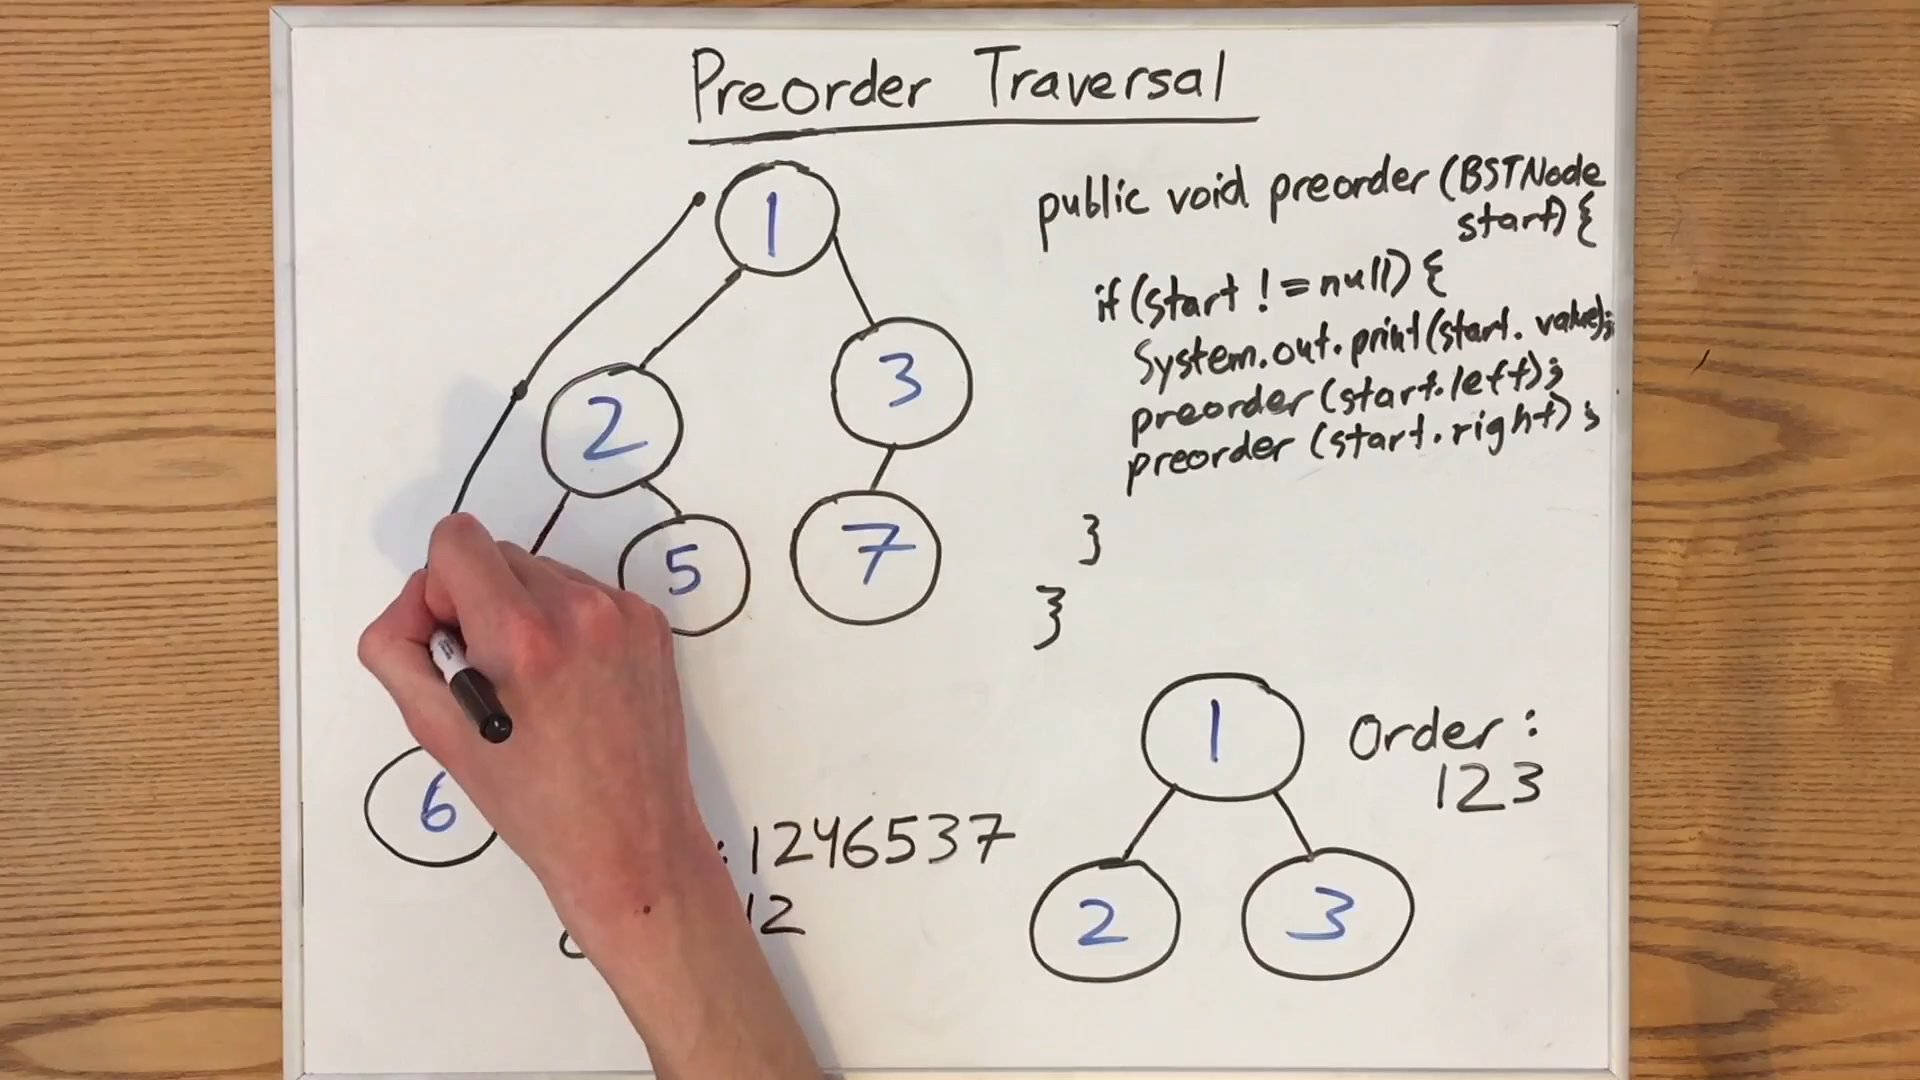 Preorder Traversal
public void preorder (BSTNode
start) {
if (start != null) {
System.out.print(start.value);
preorder (start.left);
preorder (start.right);
}
}
1
2
3
5
7
6
: 1246537
12
1
2
3
Order:
123